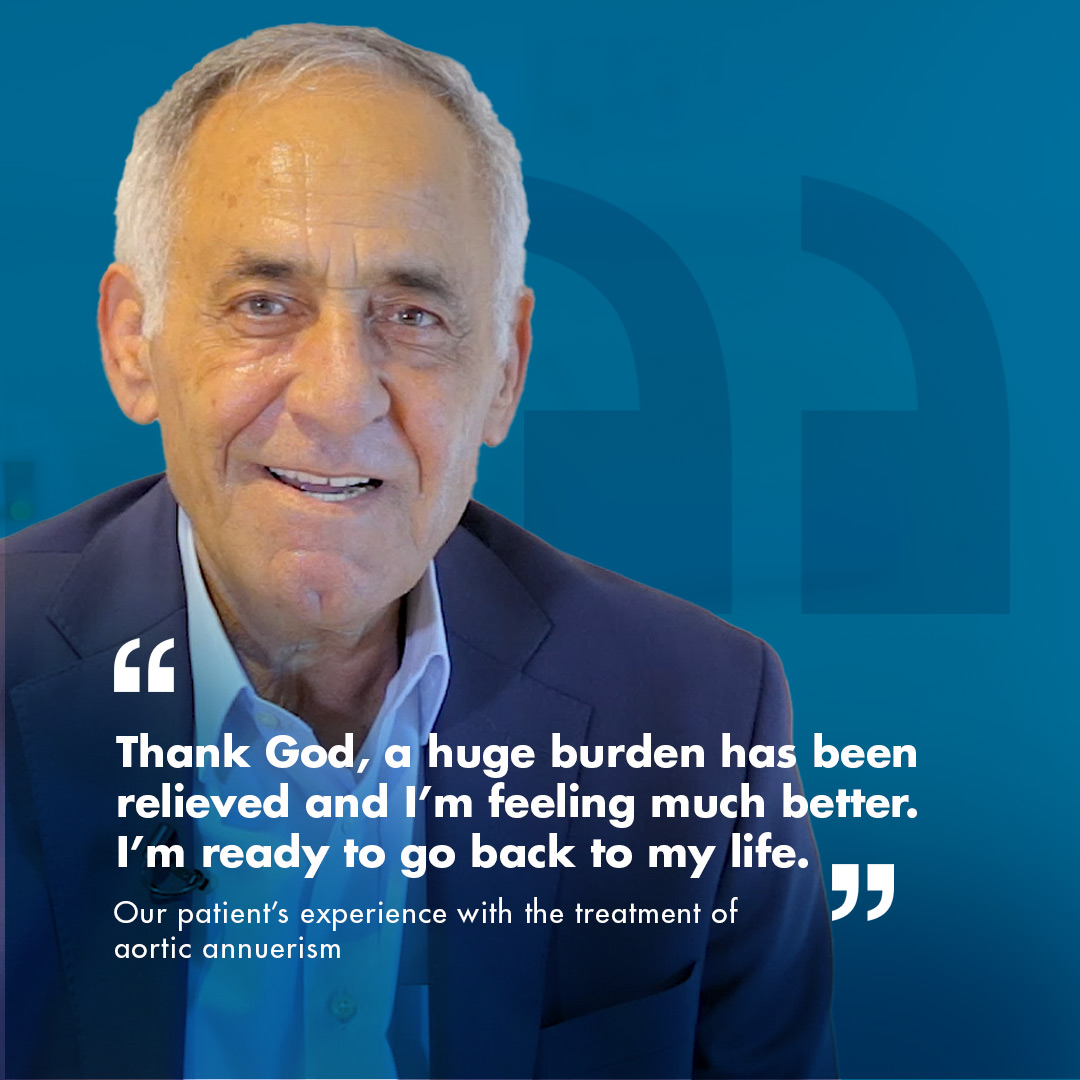 “
Thank God, a huge burden has been
relieved and I’m feeling much better.
I’m ready to go back to my life.
”
Our patient’s experience with the treatment of
aortic annuerism